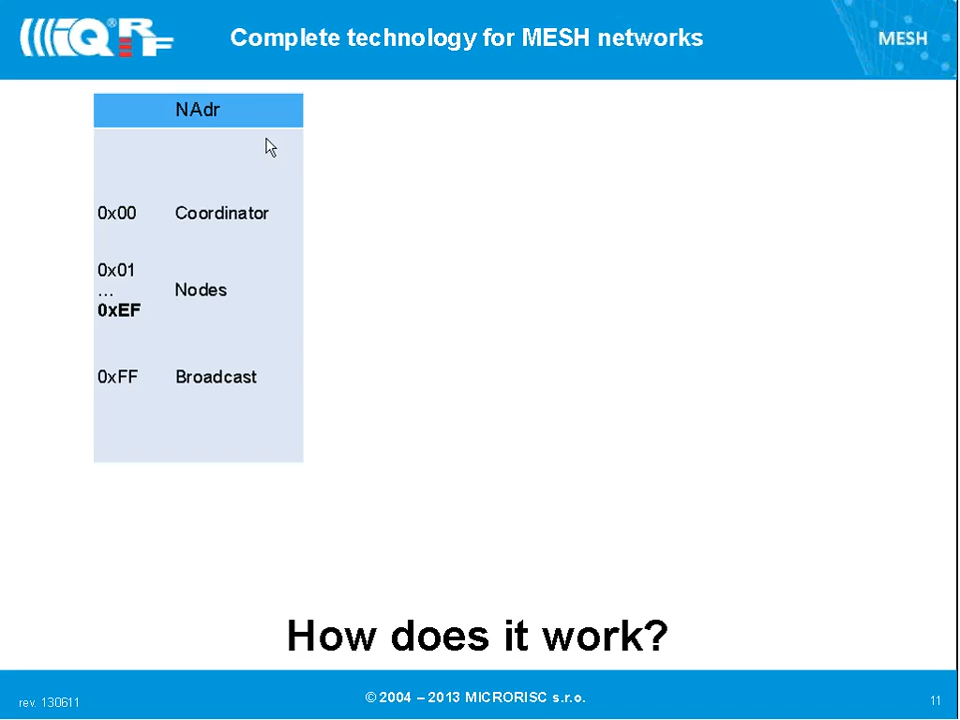 IQRF®
Complete technology for MESH networks
MESH
NAdr
0x00 Coordinator
0x01
... Nodes
0xEF
0xFF Broadcast
How does it work?
rev. 130611
© 2004 – 2013 MICRORISC s.r.o.
11